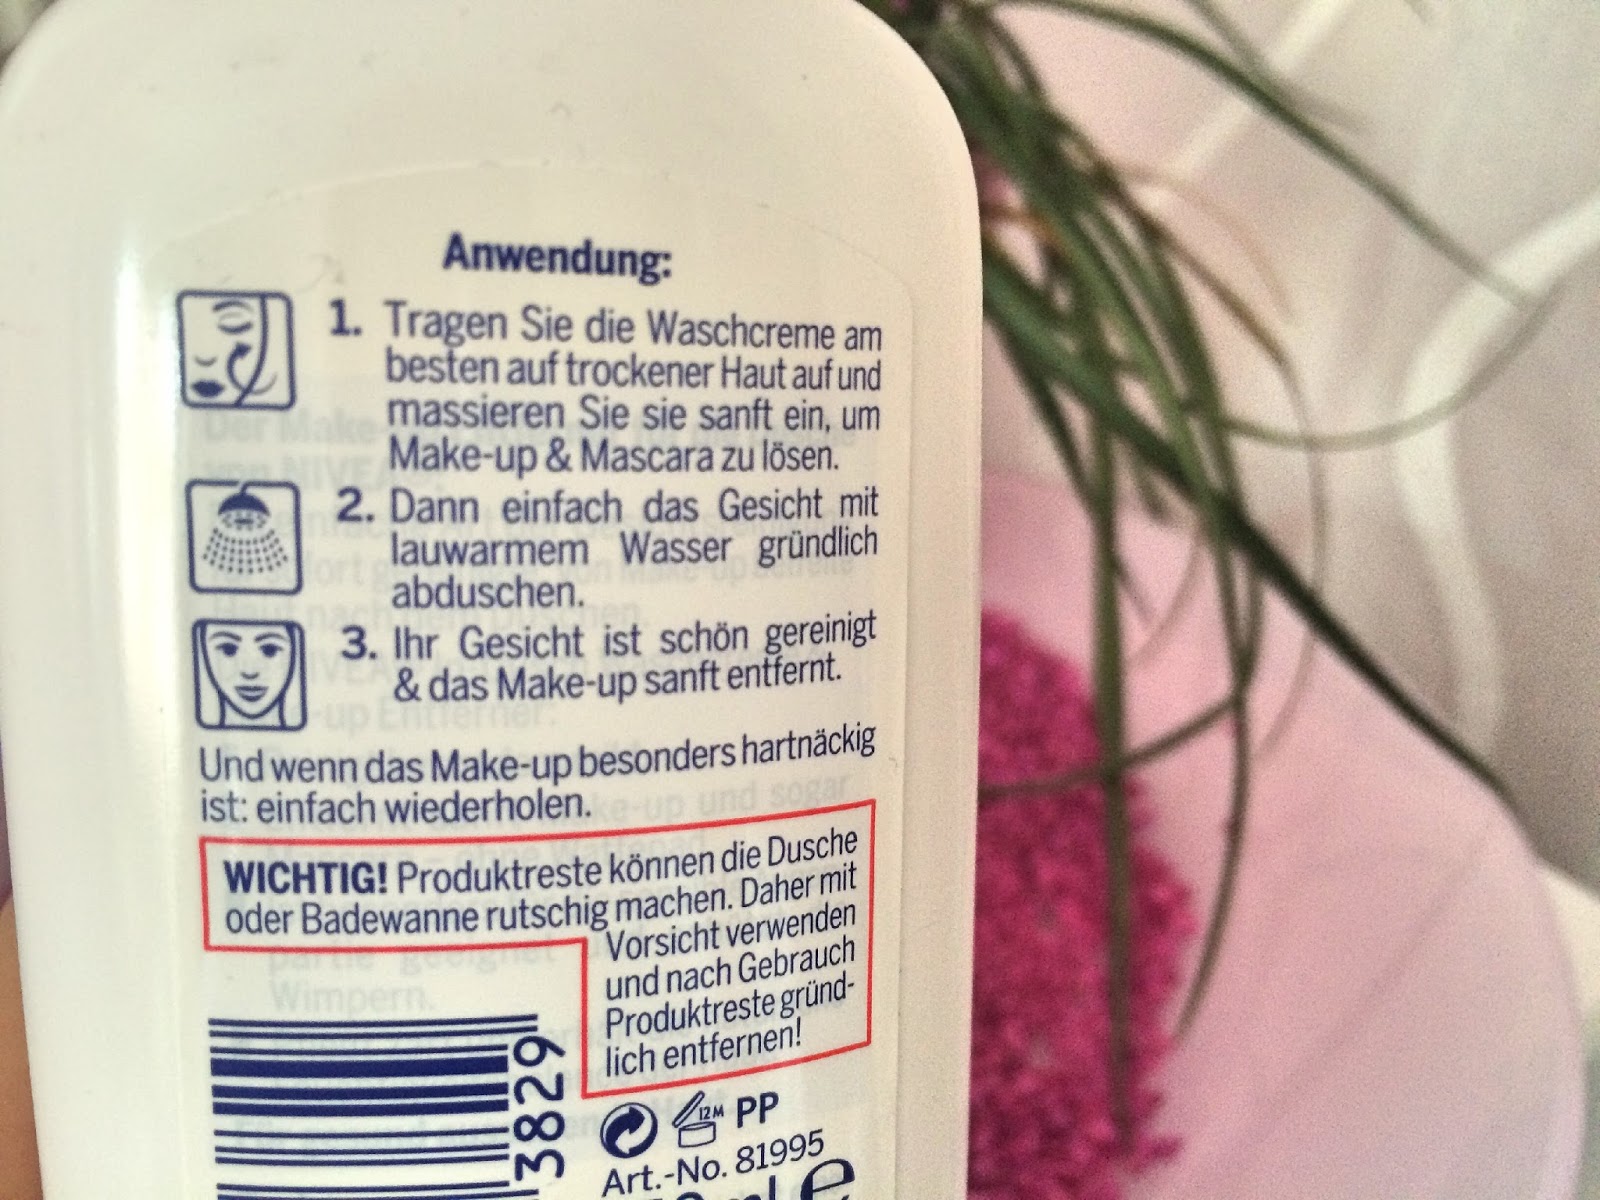 Anwendung:
1. Tragen Sie die Waschcreme am
besten auf trockener Haut auf und
massieren Sie sie sanft ein, um
Make-up & Mascara zu lösen.
2. Dann einfach das Gesicht mit
lauwarmem Wasser gründlich
abduschen.
3. Ihr Gesicht ist schön gereinigt
& das Make-up sanft entfernt.
Und wenn das Make-up besonders hartnäckig
ist: einfach wiederholen.
WICHTIG! Produktreste können die Dusche
oder Badewanne rutschig machen. Daher mit
Vorsicht verwenden
und nach Gebrauch
Produktreste gründ-
lich entfernen!
3829
12M PP
Art.-No. 81995